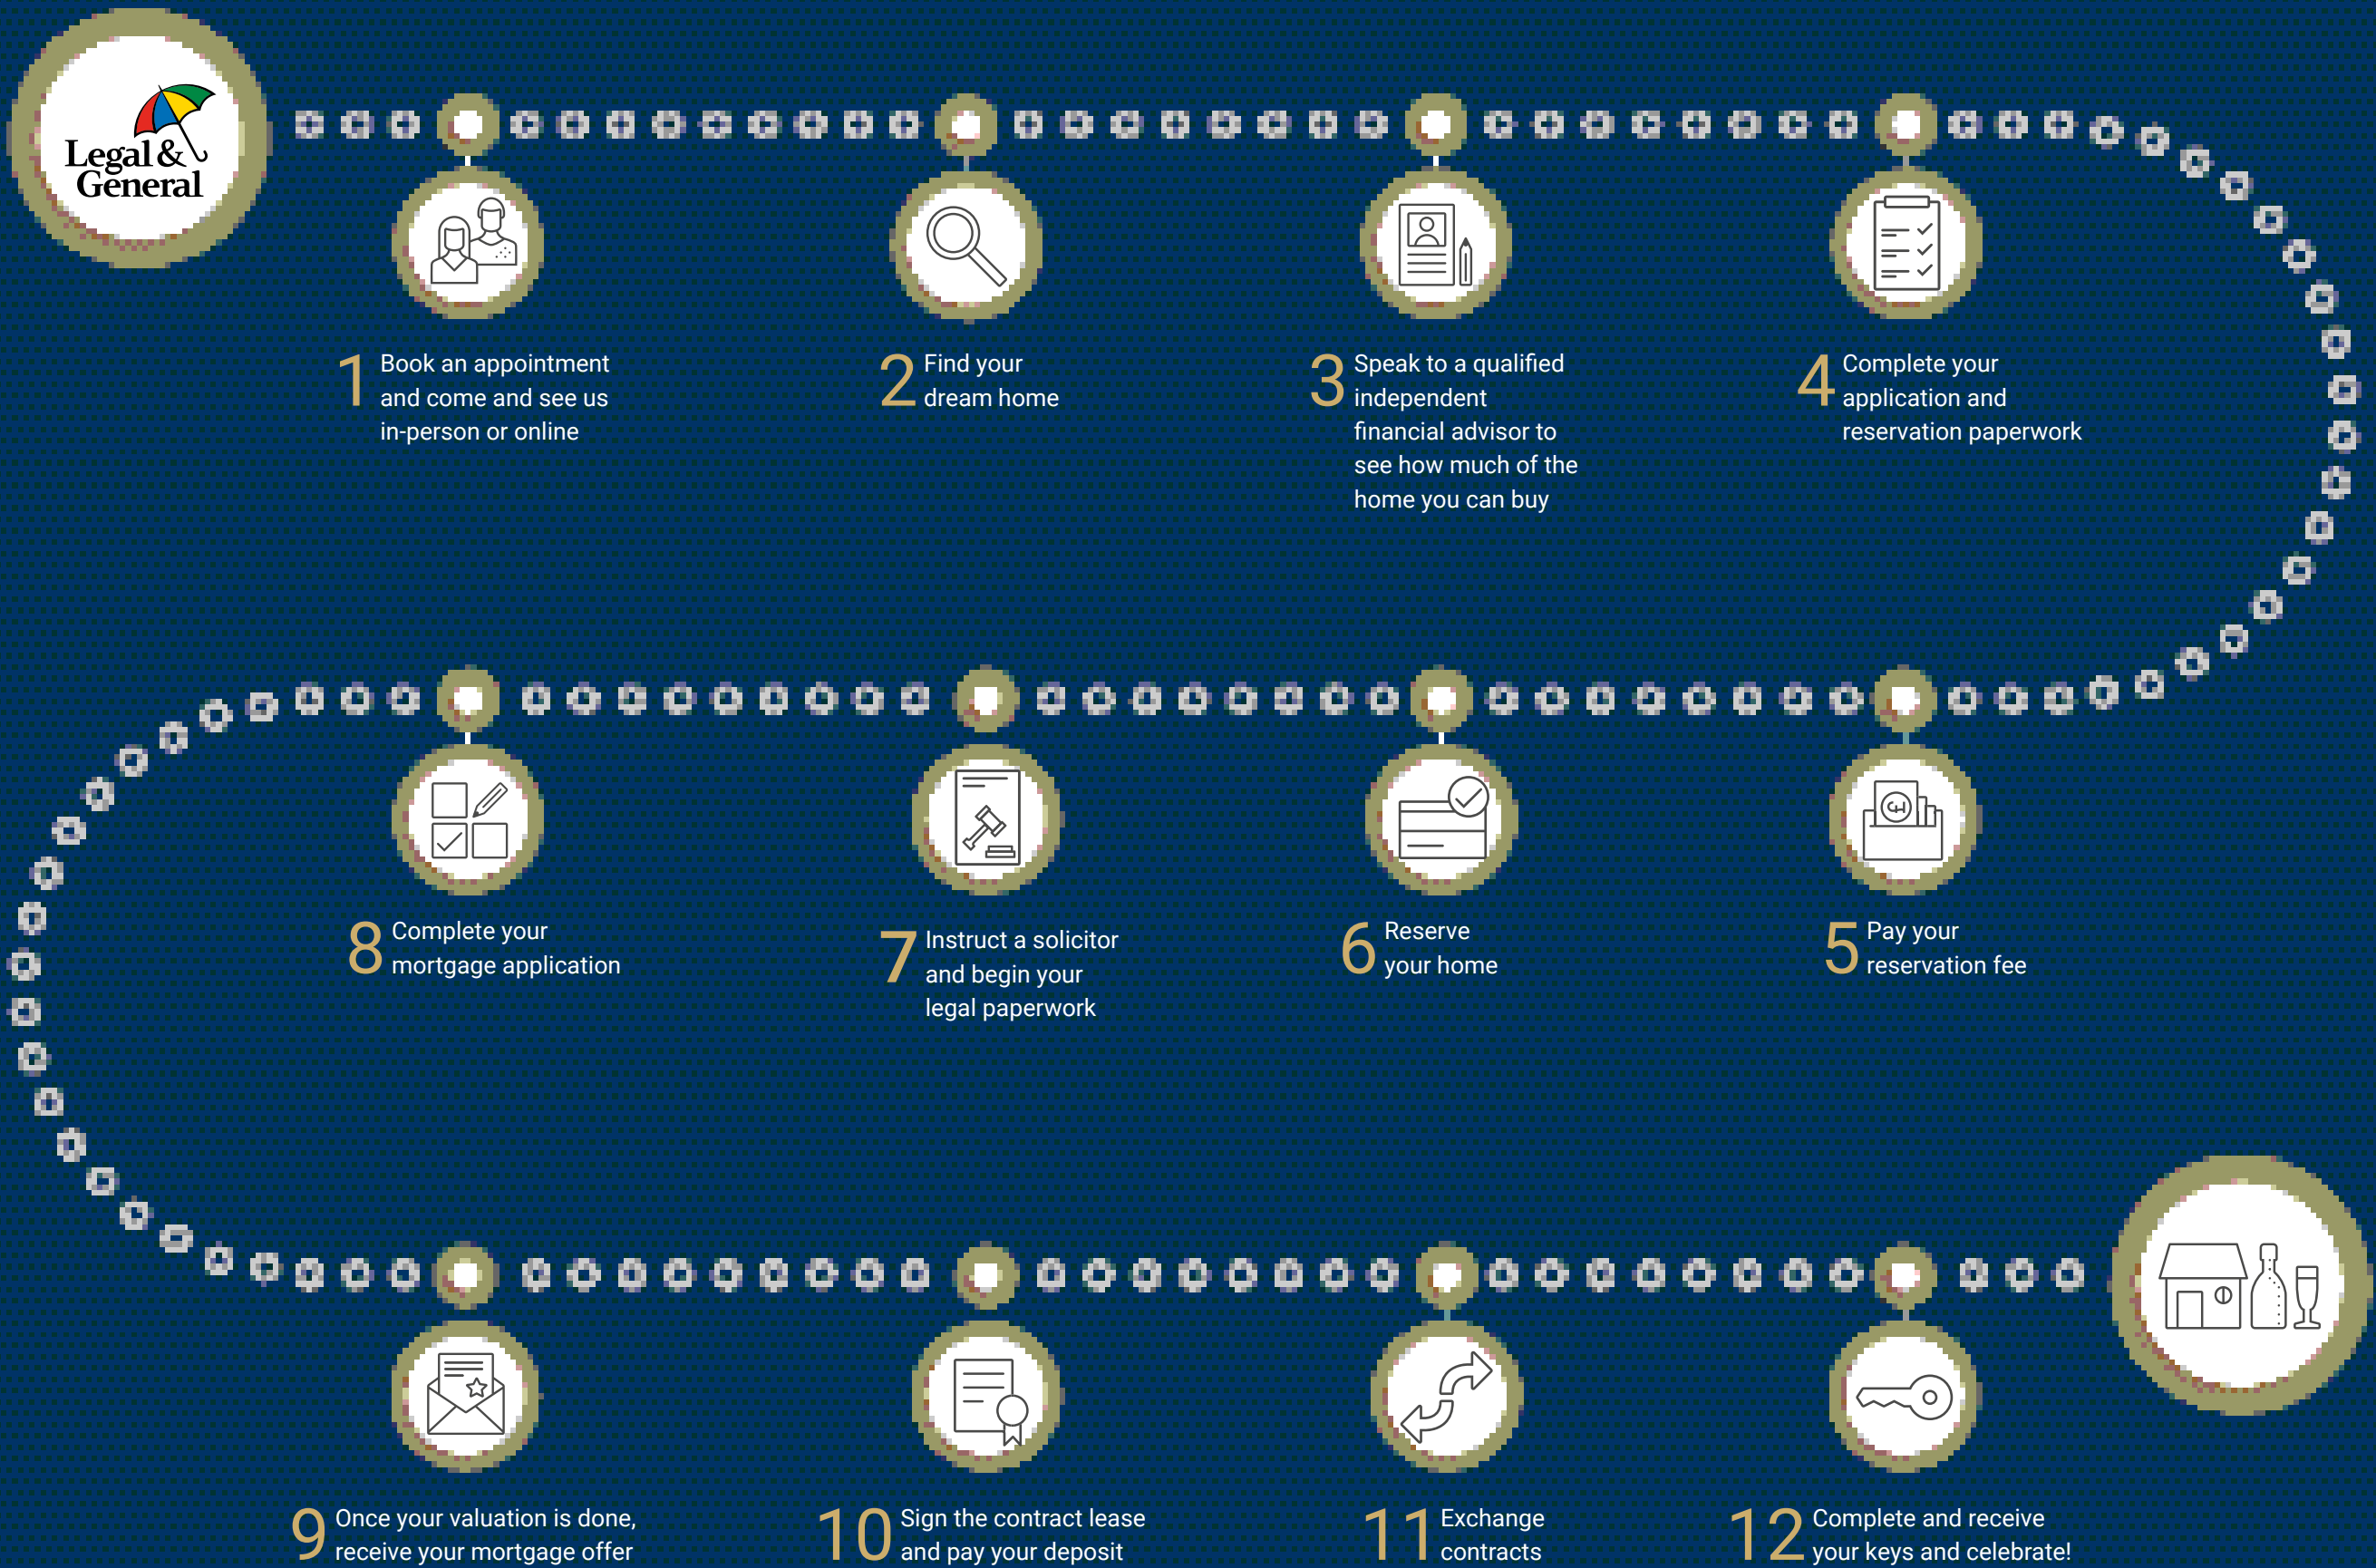 Legal &
General
1 Book an appointment
and come and see us
in-person or online
2 Find your
dream home
3 Speak to a qualified
independent
financial advisor to
see how much of the
home you can buy
4 Complete your
application and
reservation paperwork
5 Pay your
reservation fee
6 Reserve
your home
7 Instruct a solicitor
and begin your
legal paperwork
8 Complete your
mortgage application
9 Once your valuation is done,
receive your mortgage offer
10 Sign the contract lease
and pay your deposit
11 Exchange
contracts
12 Complete and receive
your keys and celebrate!